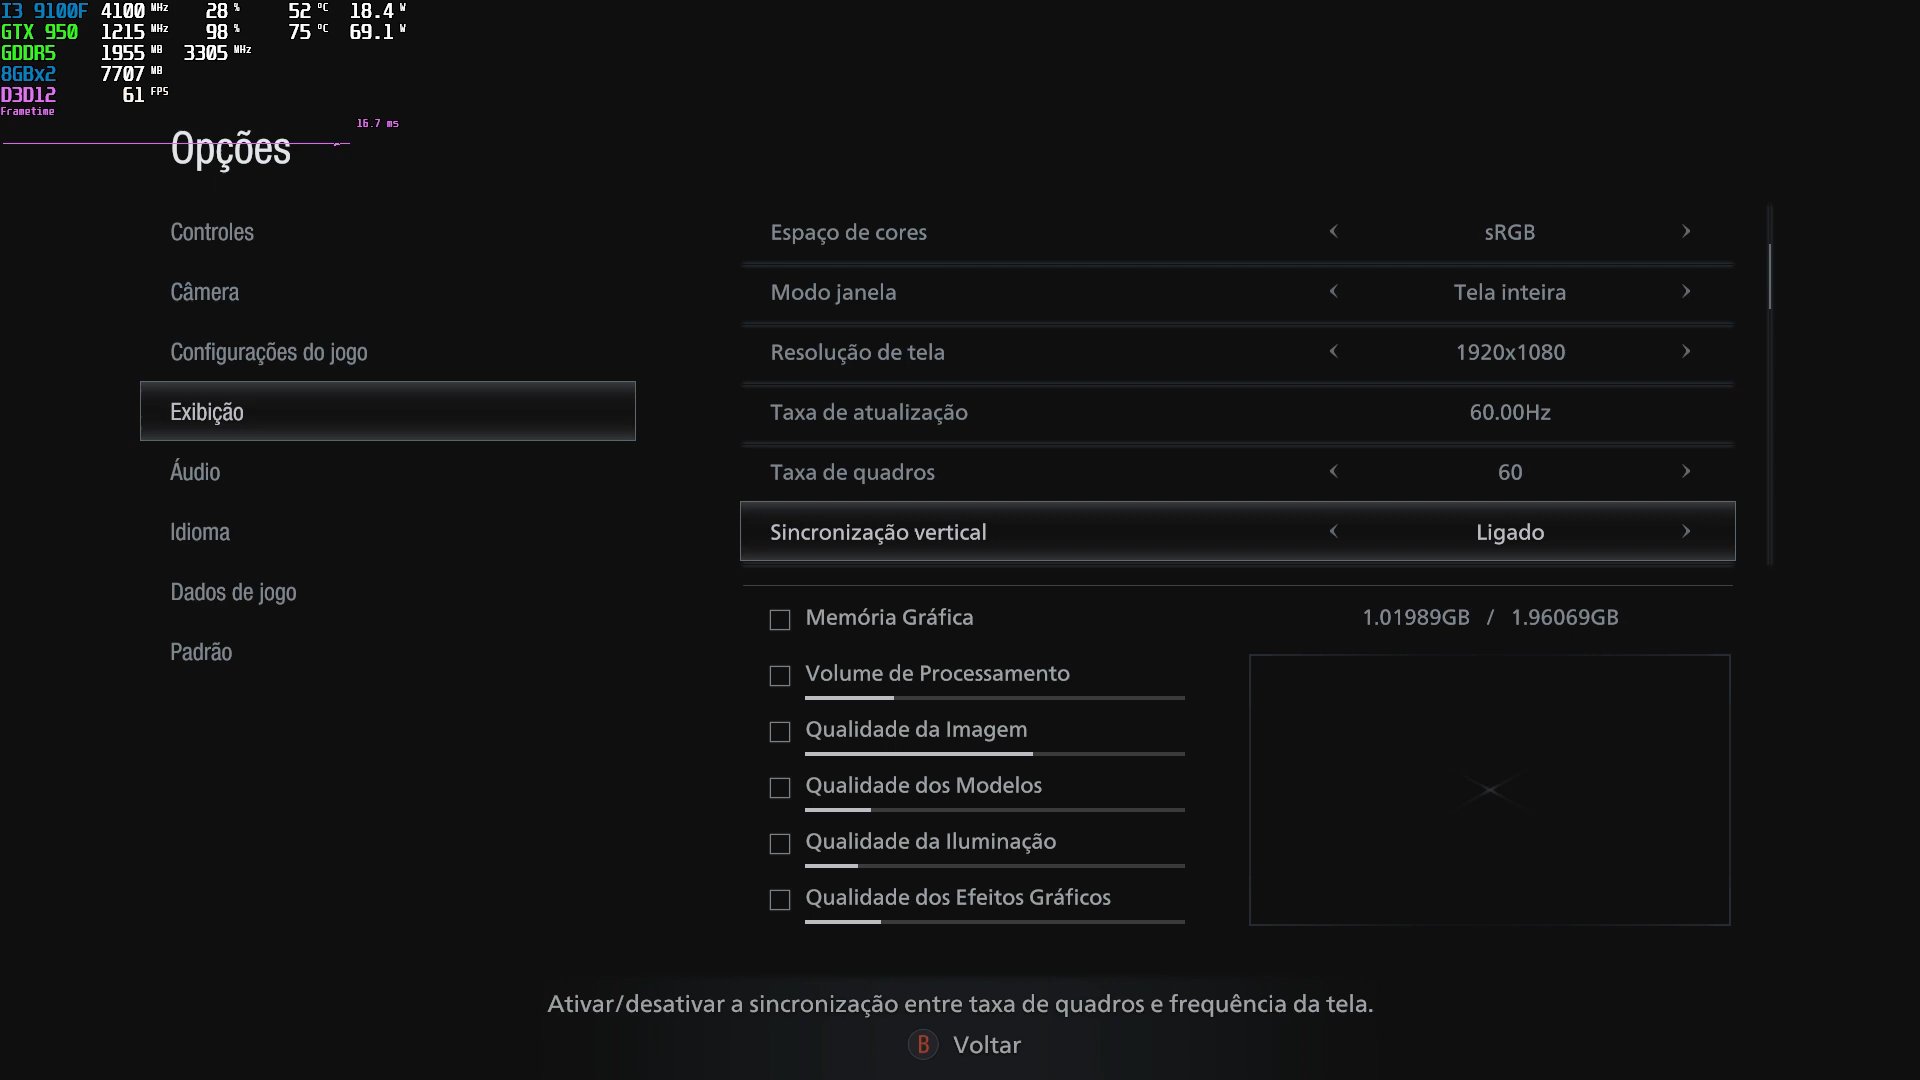 I3 9100F 4100 MHz 28 % 52 °C 18.4 W
GTX 950 1215 MHz 98 % 75 °C 69.1 W
GDDR5 1955 MB 3305 MHz
8GBx2 7707 MB
D3D12 61 FPS
Frametime
16.7 ms
Opções
Controles
Câmera
Configurações do jogo
Exibição
Áudio
Idioma
Dados de jogo
Padrão
Espaço de cores sRGB
Modo janela Tela inteira
Resolução de tela 1920x1080
Taxa de atualização 60.00Hz
Taxa de quadros 60
Sincronização vertical Ligado
Memória Gráfica 1.01989GB / 1.96069GB
Volume de Processamento
Qualidade da Imagem
Qualidade dos Modelos
Qualidade da Iluminação
Qualidade dos Efeitos Gráficos
Ativar/desativar a sincronização entre taxa de quadros e frequência da tela.
B Voltar